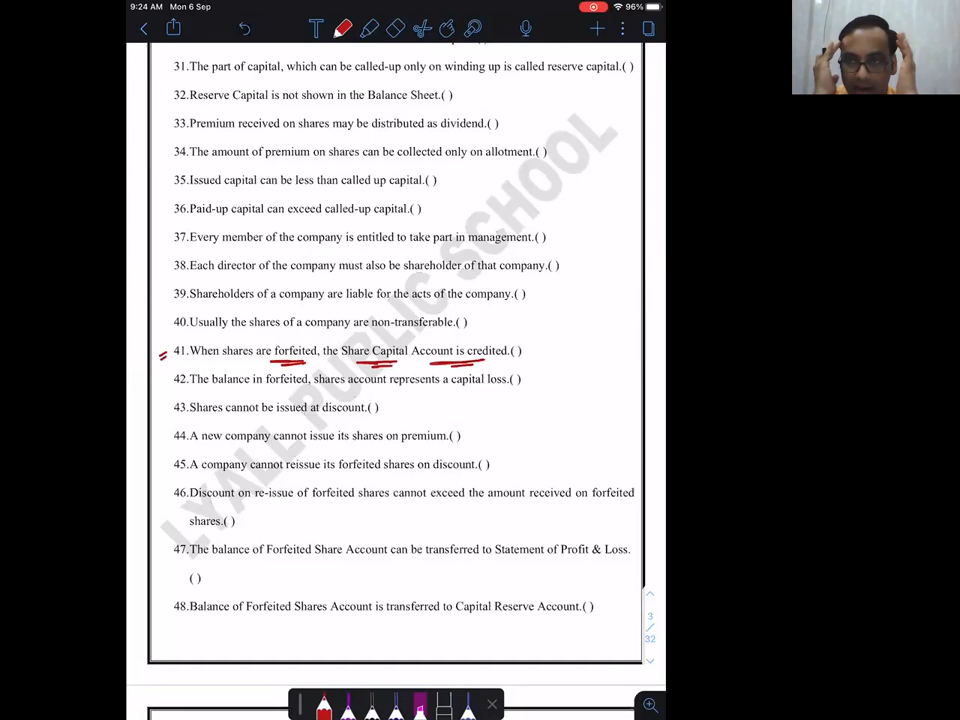 9:24 AM Mon 6 Sep
96%
31.The part of capital, which can be called-up only on winding up is called reserve capital.( )
32.Reserve Capital is not shown in the Balance Sheet.( )
33.Premium received on shares may be distributed as dividend.( )
34.The amount of premium on shares can be collected only on allotment.( )
35.Issued capital can be less than called up capital.( )
36.Paid-up capital can exceed called-up capital.( )
37.Every member of the company is entitled to take part in management.( )
38.Each director of the company must also be shareholder of that company.( )
39.Shareholders of a company are liable for the acts of the company.( )
40.Usually the shares of a company are non-transferable.( )
41.When shares are forfeited, the Share Capital Account is credited.( )
42.The balance in forfeited, shares account represents a capital loss.( )
43.Shares cannot be issued at discount.( )
44.A new company cannot issue its shares on premium.( )
45.A company cannot reissue its forfeited shares on discount.( )
46.Discount on re-issue of forfeited shares cannot exceed the amount received on forfeited
shares.( )
47.The balance of Forfeited Share Account can be transferred to Statement of Profit & Loss.
( )
48.Balance of Forfeited Shares Account is transferred to Capital Reserve Account.( )
LYALL PUBLIC SCHOOL
3
/
32